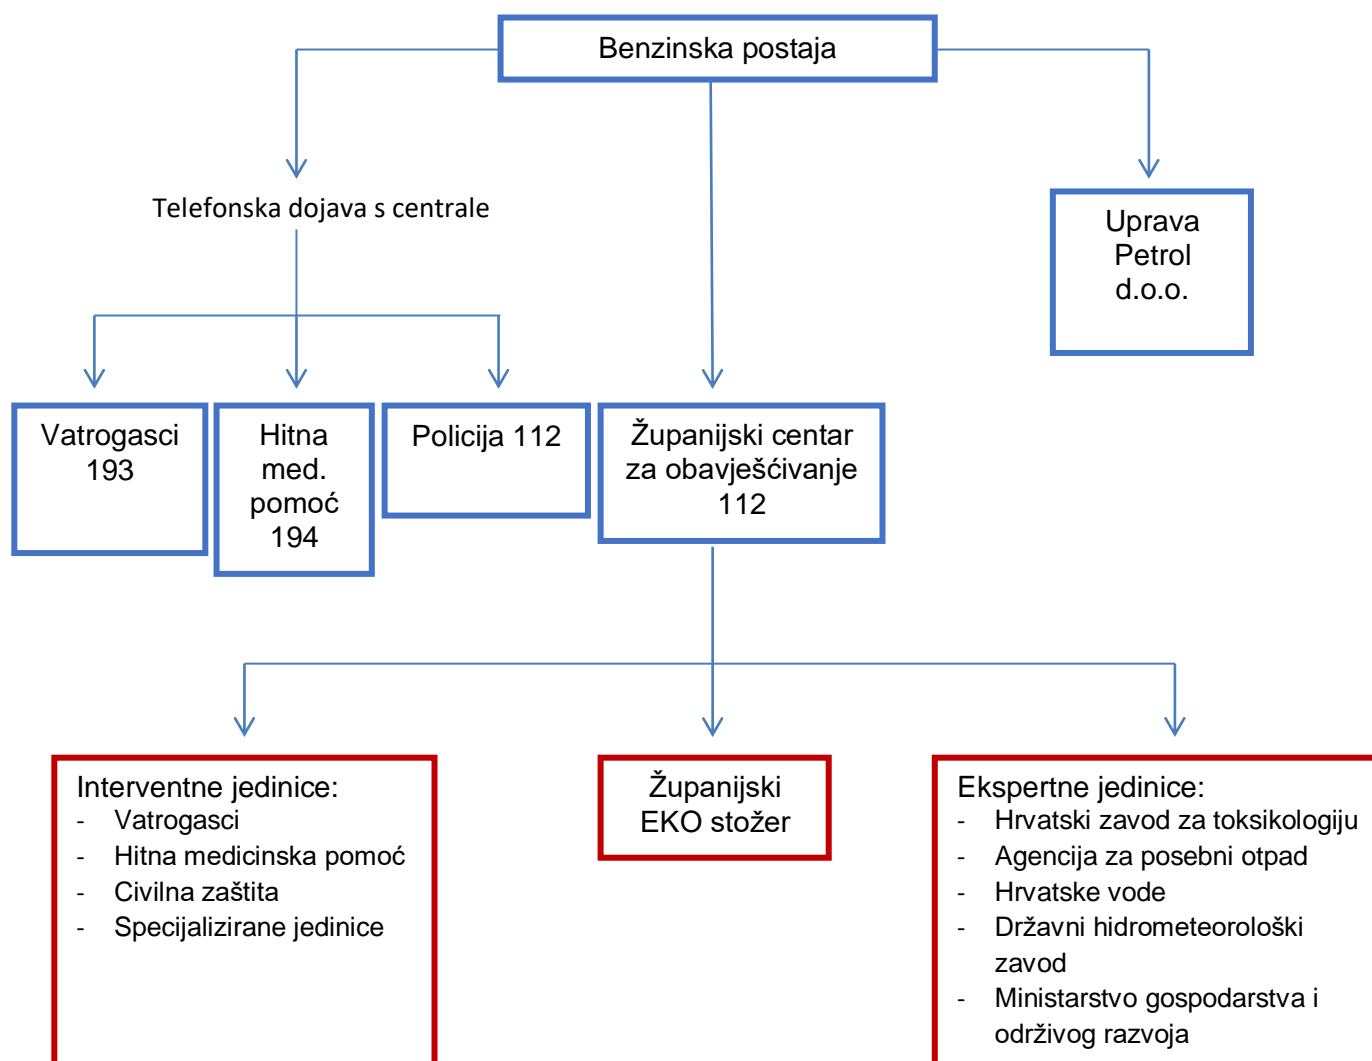 Benzinska postaja
Telefonska dojava s centrale
Uprava
Petrol
d.o.o.
Vatrogasci
193
Hitna
med.
pomoć
194
Policija 112
Županijski centar
za obavješćivanje
112
Interventne jedinice:
- Vatrogasci
- Hitna medicinska pomoć
- Civilna zaštita
- Specijalizirane jedinice
Županijski
EKO stožer
Ekspertne jedinice:
- Hrvatski zavod za toksikologiju
- Agencija za posebni otpad
- Hrvatske vode
- Državni hidrometeorološki
zavod
- Ministarstvo gospodarstva i
održivog razvoja